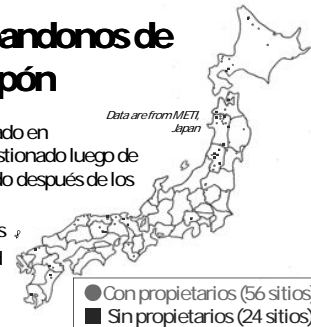 andonos de
pón
Data are from METI,
Japan
ado en
stionado luego de
do después de los
s
Con propietarios (56 sitios)
Sin propietarios (24 sitios)